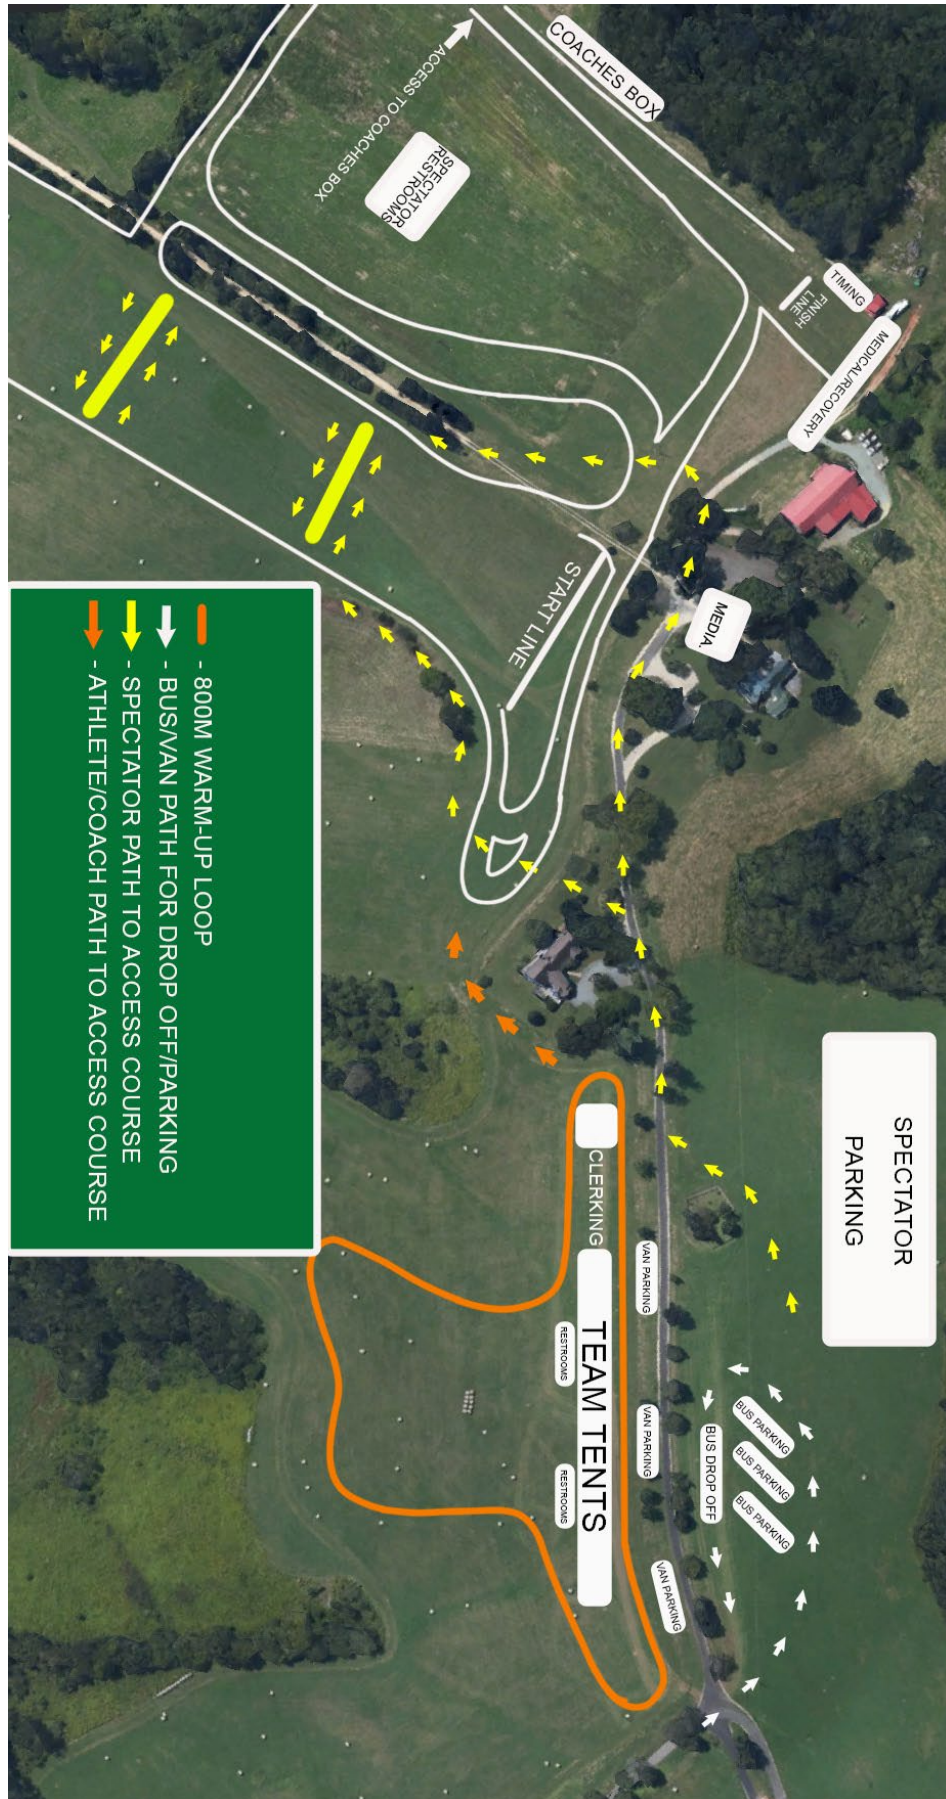 COACHES BOX
ACCESS TO COACHES BOX
SPECTATOR
RESTROOMS
TIMING
FINISH
LINE
MEDICAL/RECOVERY
MEDIA.
START LINE
SPECTATOR
PARKING
CLERKING
TEAM TENTS
RESTROOMS
RESTROOMS
VAN PARKING
VAN PARKING
VAN PARKING
BUS DROP OFF
BUS PARKING
BUS PARKING
BUS PARKING
- 800M WARM-UP LOOP
- BUS/VAN PATH FOR DROP OFF/PARKING
- SPECTATOR PATH TO ACCESS COURSE
- ATHLETE/COACH PATH TO ACCESS COURSE